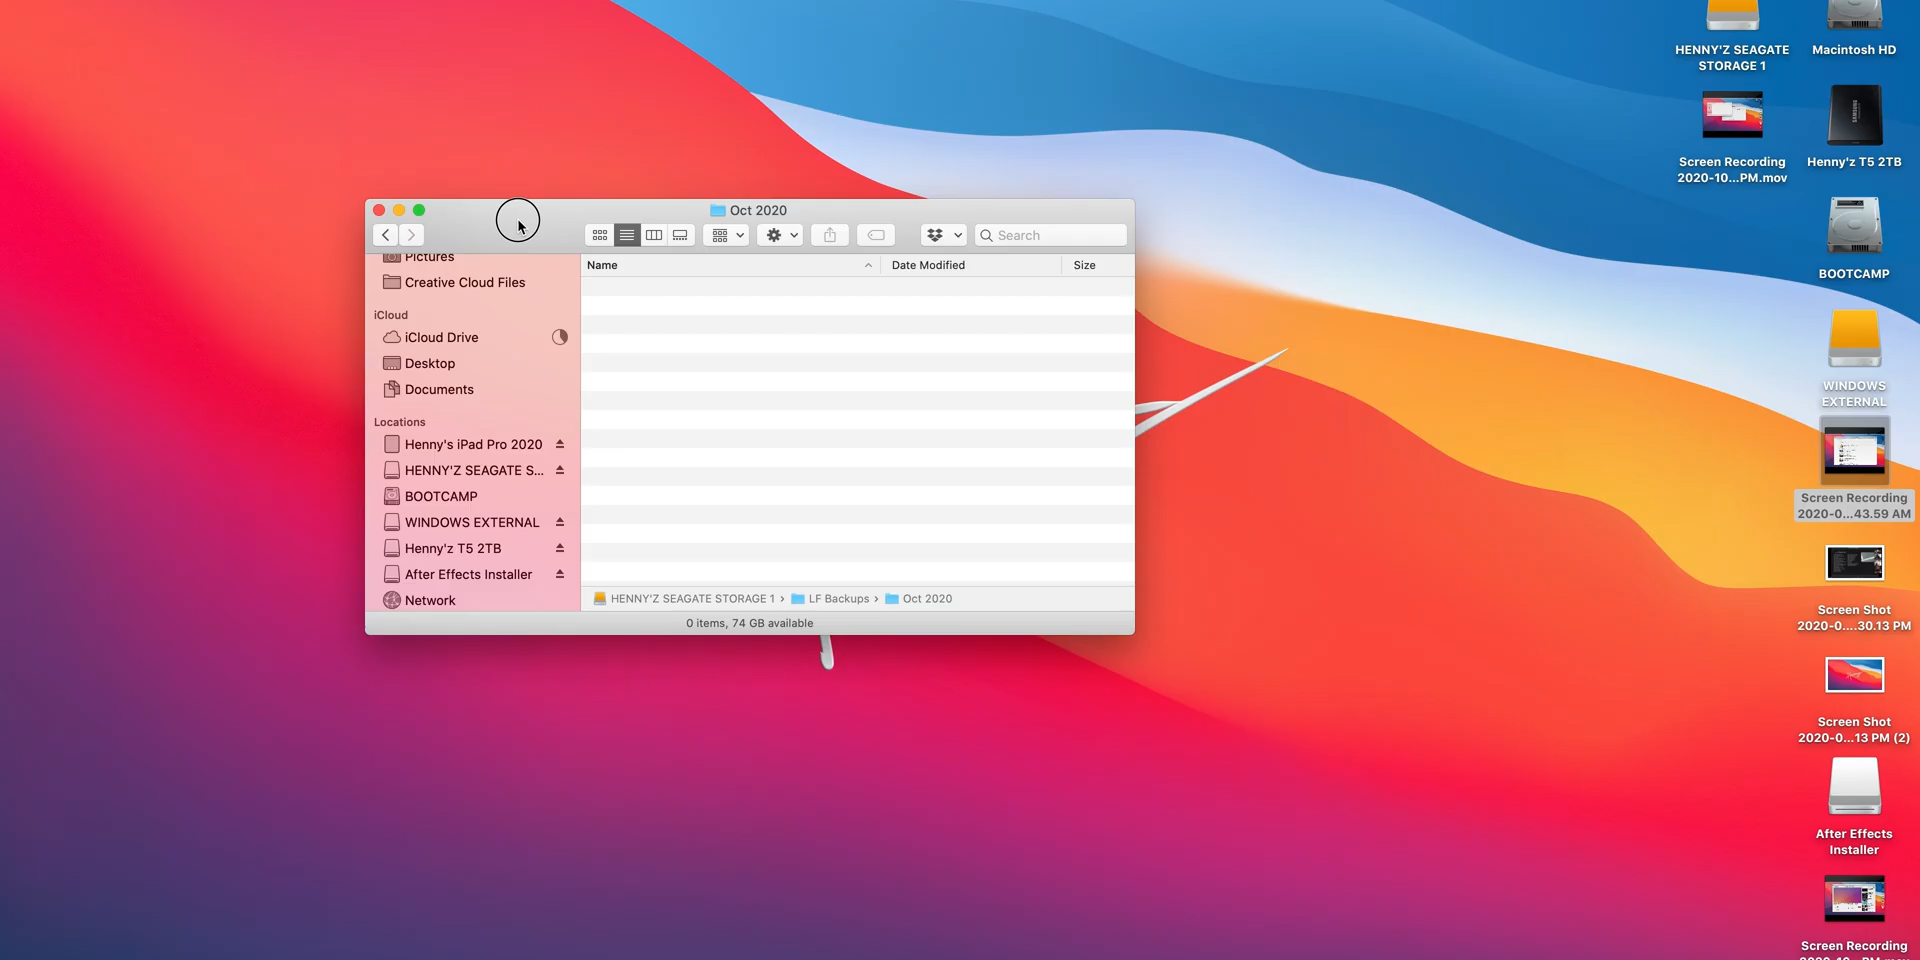 Oct 2020
Search
Pictures
Creative Cloud Files
iCloud
iCloud Drive
Desktop
Documents
Locations
Henny's iPad Pro 2020
HENNY'Z SEAGATE S...
BOOTCAMP
WINDOWS EXTERNAL
Henny'z T5 2TB
After Effects Installer
Network
Name
Date Modified
Size
HENNY'Z SEAGATE STORAGE 1 › LF Backups › Oct 2020
0 items, 74 GB available
HENNY'Z SEAGATE
STORAGE 1
Macintosh HD
Screen Recording
2020-10...PM.mov
SAMSUNG
Henny'z T5 2TB
BOOTCAMP
WINDOWS
EXTERNAL
Screen Recording
2020-0...43.59 AM
Screen Shot
2020-0....30.13 PM
Screen Shot
2020-0...13 PM (2)
After Effects
Installer
Screen Recording